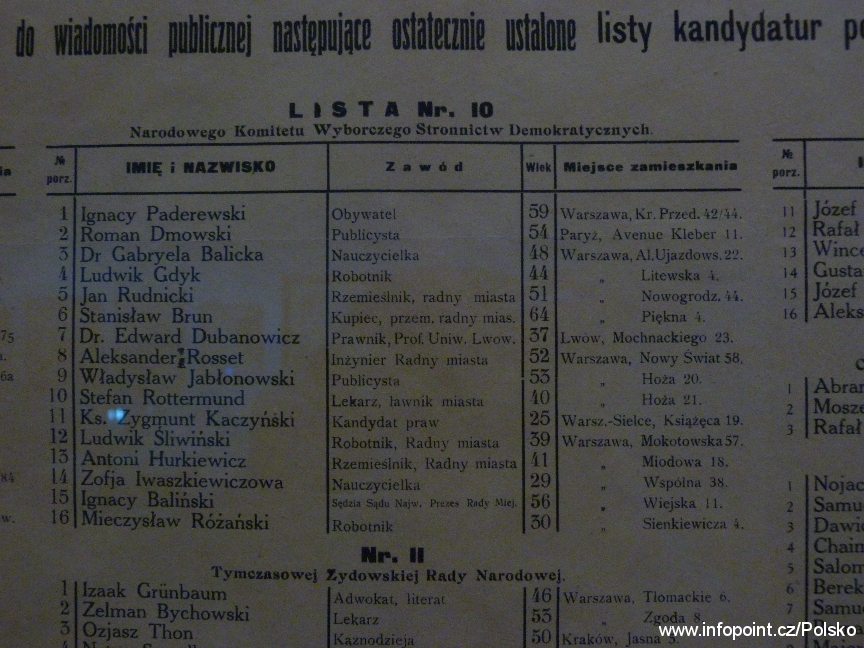 do wiadomości publicznej następujące ostatecznie ustalone listy kandydatur
LISTA Nr. 10
Narodowego Komitetu Wyborczego Stronnictw Demokratycznych.
№ porz. IMIĘ i NAZWISKO Zawód Wiek Miejsce zamieszkania
1 Ignacy Paderewski Obywatel 59 Warszawa, Kr. Przed. 42/44.
2 Roman Dmowski Publicysta 54 Paryż, Avenue Kleber 11.
3 Dr Gabryela Balicka Nauczycielka 48 Warszawa, Al. Ujazdows. 22.
4 Ludwik Gdyk Robotnik 44 „ Litewska 4.
5 Jan Rudnicki Rzemieślnik, radny miasta 51 „ Nowogrodz. 44.
6 Stanisław Brun Kupiec, przem. radny mias. 64 „ Piękna 4.
7 Dr. Edward Dubanowicz Prawnik, Prof. Uniw. Lwow. 37 Lwów, Mochnackiego 23.
8 Aleksander Rosset Inżynier Radny miasta 52 Warszawa, Nowy Świat 58.
9 Władysław Jabłonowski Publicysta 53 „ Hoża 20.
10 Stefan Rottermund Lekarz, ławnik miasta 40 „ Hoża 21.
11 Ks. Zygmunt Kaczyński Kandydat praw 25 Warsz.-Sielce, Książęca 19.
12 Ludwik Śliwiński Robotnik, Radny miasta 39 Warszawa, Mokotowska 57.
13 Antoni Hurkiewicz Rzemieślnik, Radny miasta 41 „ Miodowa 18.
14 Zofja Iwaszkiewiczowa Nauczycielka 29 „ Wspólna 38.
15 Ignacy Baliński Sędzia Sądu Najw. Prezes Rady Miej. 56 „ Wiejska 11.
16 Mieczysław Różański Robotnik 30 „ Sienkiewicza 4.
Nr. 11
Tymczasowej Żydowskiej Rady Narodowej.
1 Izaak Grünbaum Adwokat, literat 46 Warszawa, Tłomackie 6.
2 Zelman Bychowski Lekarz 53 „ Zgoda 8.
3 Ozjasz Thon Kaznodzieja 50 Kraków, Jasna
№ porz.
11 Józef
12 Rafał
13 Wince
14 Gusta
15 Józef
16 Aleks
1 Abra
2 Mosze
3 Rafał
1 Nojac
2 Samu
3 Dawi
4 Chaim
5 Salom
6 Berek
7 Samu
www.infopoint.cz/Polsko